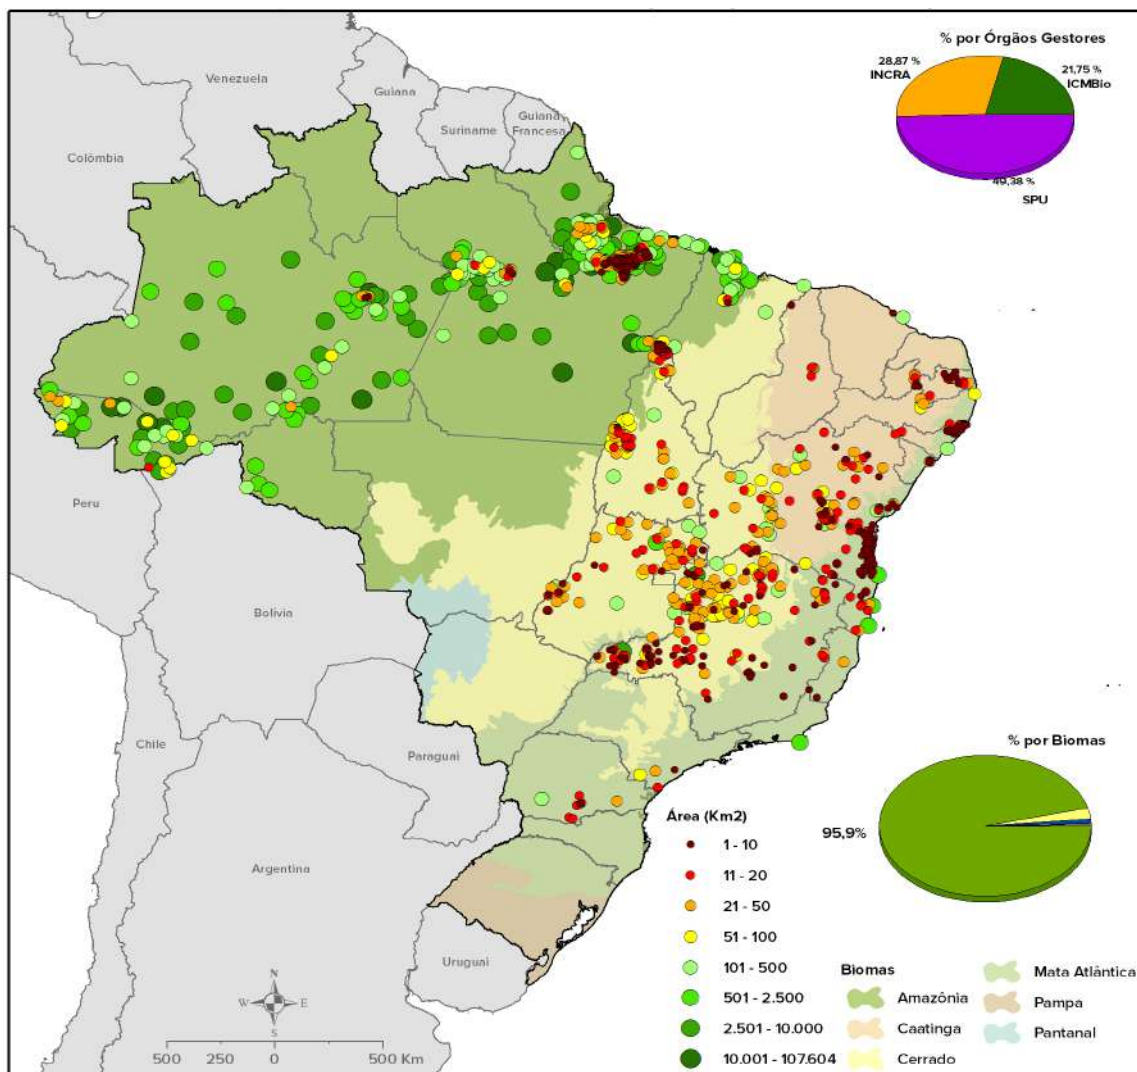 % por Órgãos Gestores
28,87 %
INCRA
21,75 %
ICMBio
49,38 %
SPU
Venezuela
Guiana
Suriname
Guiana
Francesa
Colômbia
Peru
Bolívia
Chile
Paraguai
Argentina
Uruguai
% por Biomas
95,9%
Área (Km2)
1 - 10
11 - 20
21 - 50
51 - 100
101 - 500
501 - 2.500
2.501 - 10.000
10.001 - 107.604
Biomas
Amazônia
Caatinga
Cerrado
Mata Atlântica
Pampa
Pantanal
N
W
E
S
500
250
0
500 Km